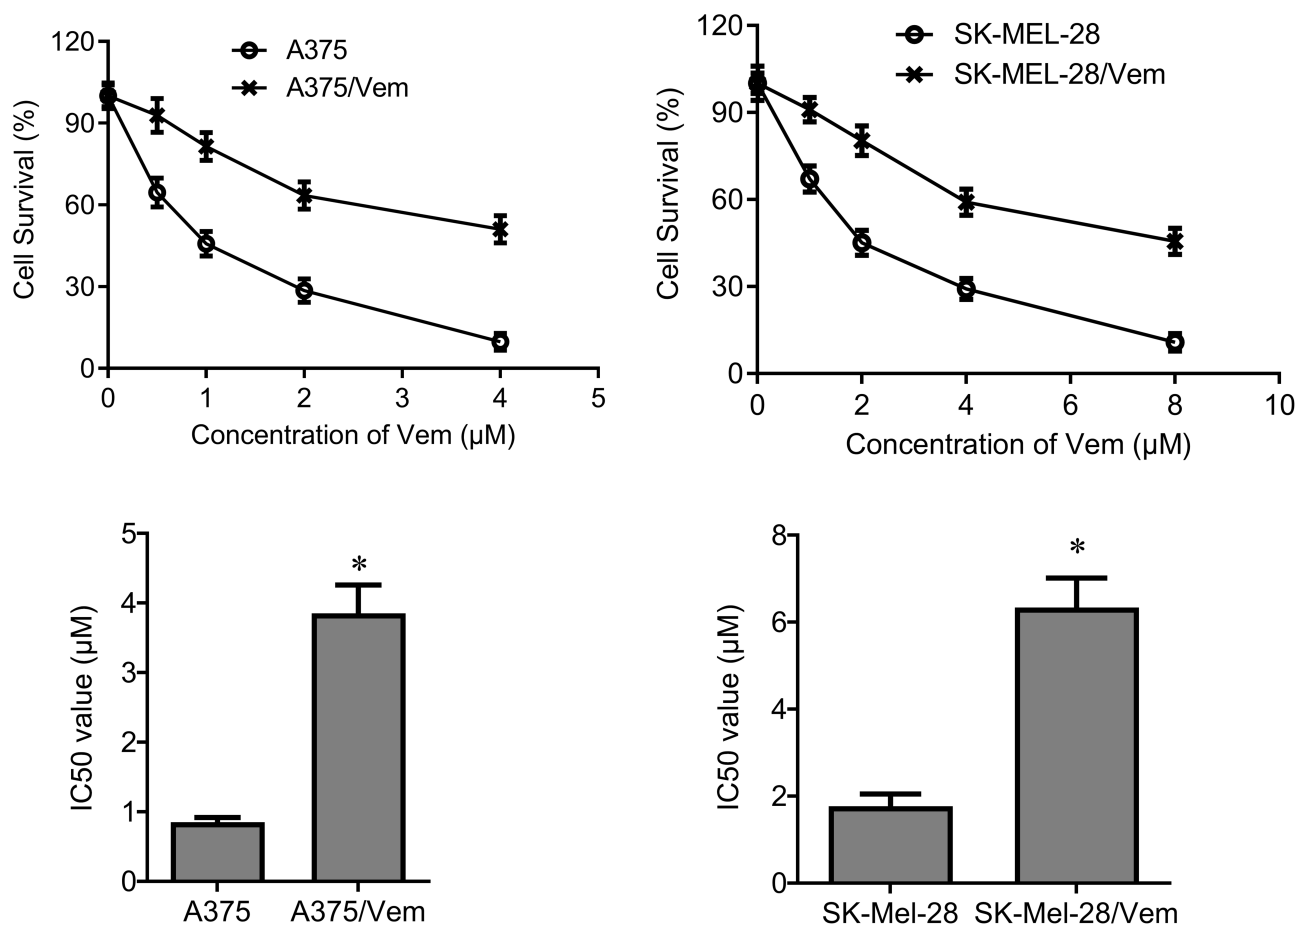 120
90
60
30
0
Cell Survival (%)
A375
A375/Vem
0 1 2 3 4 5
Concentration of Vem (µM)
120
90
60
30
0
Cell Survival (%)
SK-MEL-28
SK-MEL-28/Vem
0 2 4 6 8 10
Concentration of Vem (µM)
5
4
3
2
1
0
IC50 value (µM)
*
A375 A375/Vem
8
6
4
2
0
IC50 value (µM)
*
SK-Mel-28 SK-Mel-28/Vem